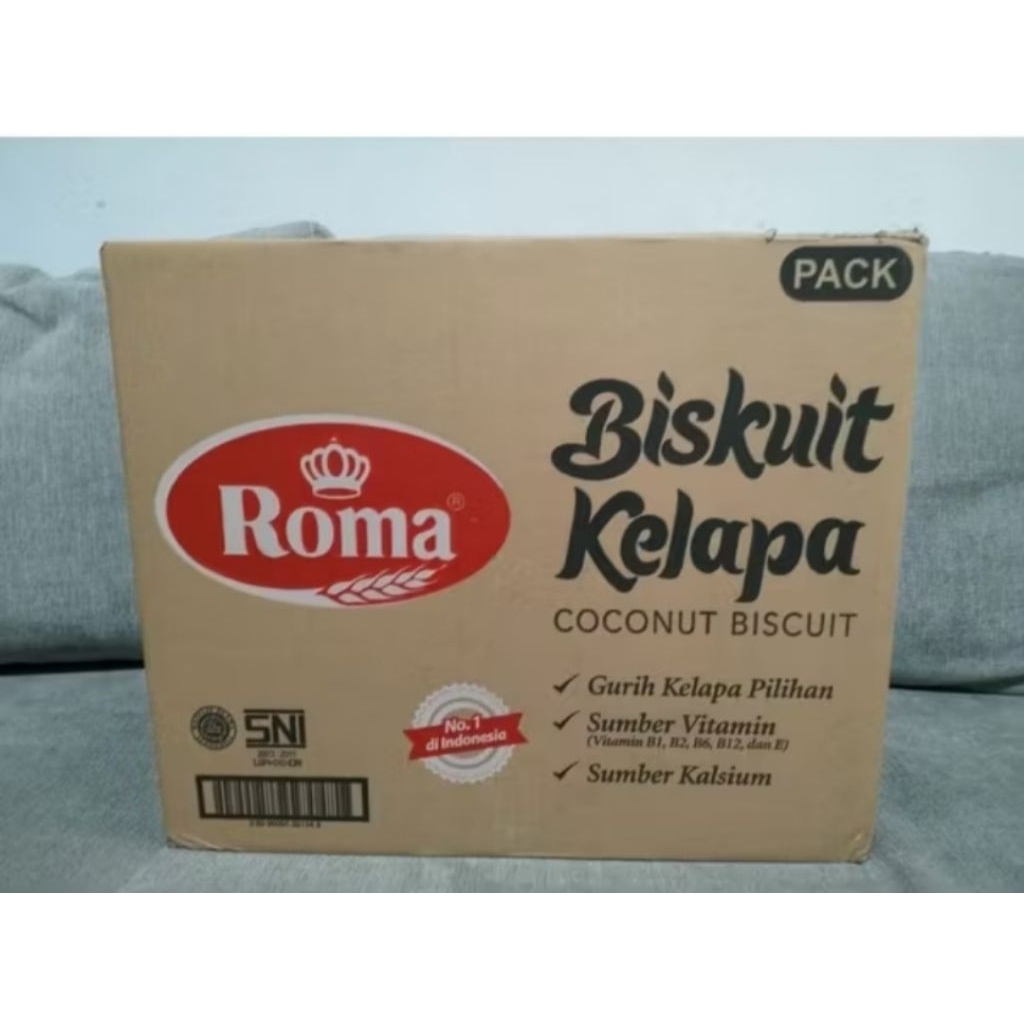 PACK
Biskuit
Kelapa
COCONUT BISCUIT
Roma®
✓ Gurih Kelapa Pilihan
✓ Sumber Vitamin
(Vitamin B1, B2, B6, B12, dan E)
✓ Sumber Kalsium
No. 1
di Indonesia
SNI